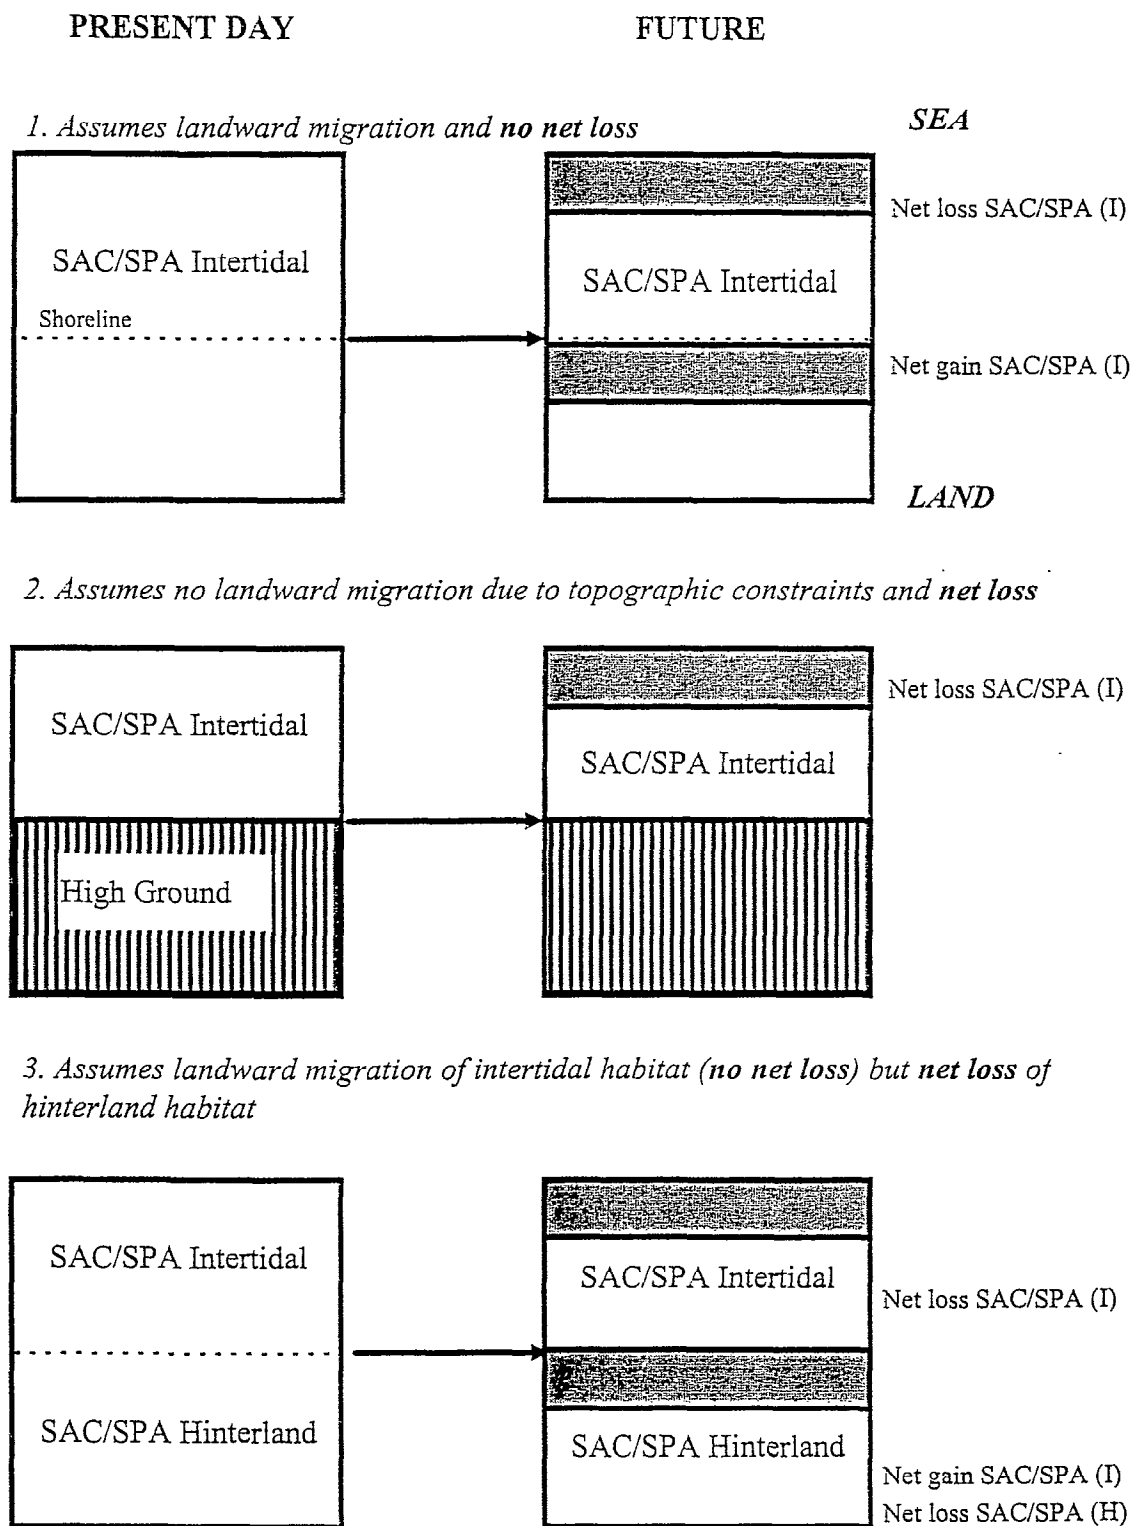 PRESENT DAY
FUTURE
1. Assumes landward migration and no net loss
SEA
Net loss SAC/SPA (I)
SAC/SPA Intertidal
SAC/SPA Intertidal
Shoreline
Net gain SAC/SPA (I)
LAND
2. Assumes no landward migration due to topographic constraints and net loss
Net loss SAC/SPA (I)
SAC/SPA Intertidal
SAC/SPA Intertidal
High Ground
3. Assumes landward migration of intertidal habitat (no net loss) but net loss of
hinterland habitat
SAC/SPA Intertidal
SAC/SPA Intertidal
Net loss SAC/SPA (I)
SAC/SPA Hinterland
SAC/SPA Hinterland
Net gain SAC/SPA (I)
Net loss SAC/SPA (H)